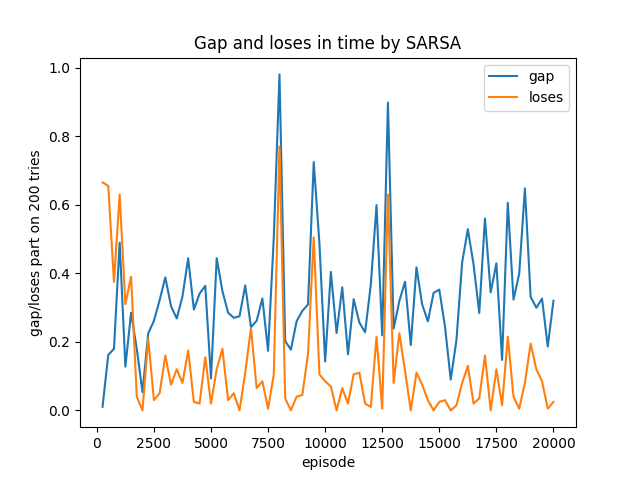 Gap and loses in time by SARSA
gap
loses
gap/loses part on 200 tries
1.0
0.8
0.6
0.4
0.2
0.0
0 2500 5000 7500 10000 12500 15000 17500 20000
episode